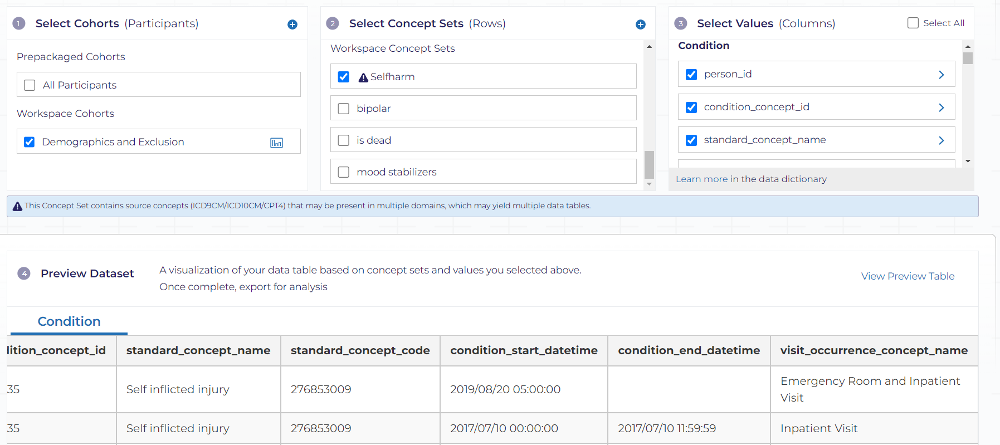 1 Select Cohorts (Participants)
Prepackaged Cohorts
All Participants
Workspace Cohorts
Demographics and Exclusion
2 Select Concept Sets (Rows)
Workspace Concept Sets
Selfharm
bipolar
is dead
mood stabilizers
3 Select Values (Columns) Select All
Condition
person_id
condition_concept_id
standard_concept_name
Learn more in the data dictionary
This Concept Set contains source concepts (ICD9CM/ICD10CM/CPT4) that may be present in multiple domains, which may yield multiple data tables.
4 Preview Dataset
A visualization of your data table based on concept sets and values you selected above.
Once complete, export for analysis
View Preview Table
Condition
lition_concept_id standard_concept_name standard_concept_code condition_start_datetime condition_end_datetime visit_occurrence_concept_name
35 Self inflicted injury 276853009 2019/08/20 05:00:00 Emergency Room and Inpatient
Visit
35 Self inflicted injury 276853009 2017/07/10 00:00:00 2017/07/10 11:59:59 Inpatient Visit